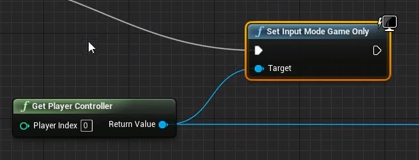 Set Input Mode Game Only
Target
Get Player Controller
Player Index 0 Return Value